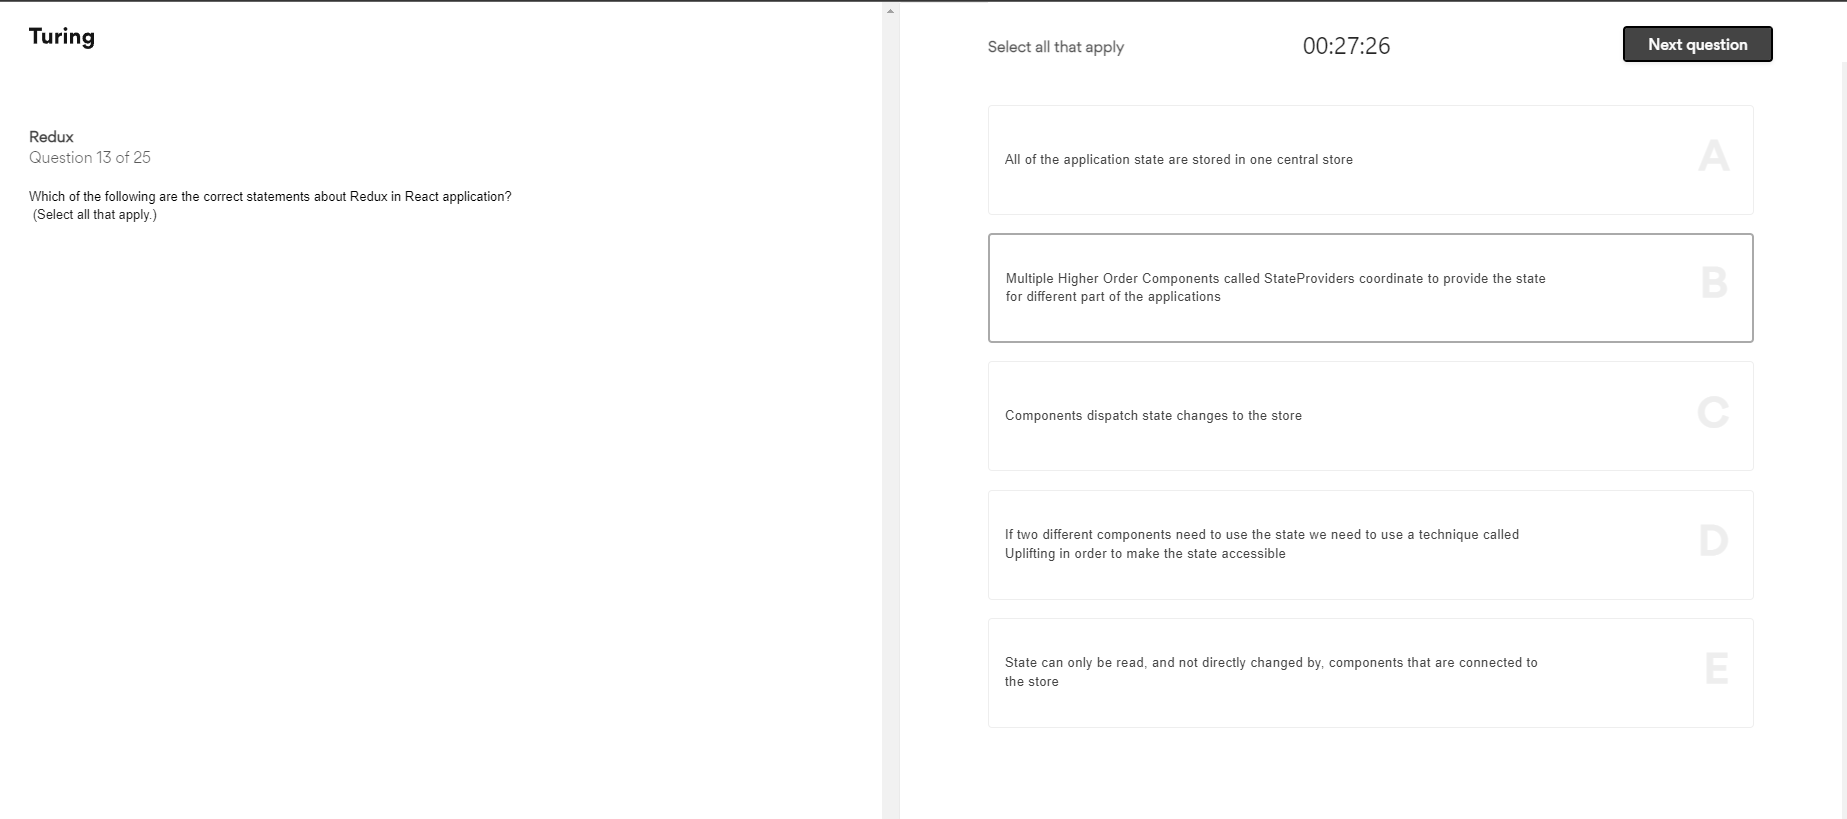 Turing
Redux
Question 13 of 25
Which of the following are the correct statements about Redux in React application?
(Select all that apply.)
Select all that apply
00:27:26
Next question
All of the application state are stored in one central store
A
Multiple Higher Order Components called StateProviders coordinate to provide the state
for different part of the applications
B
Components dispatch state changes to the store
C
If two different components need to use the state we need to use a technique called
Uplifting in order to make the state accessible
D
State can only be read, and not directly changed by, components that are connected to
the store
E